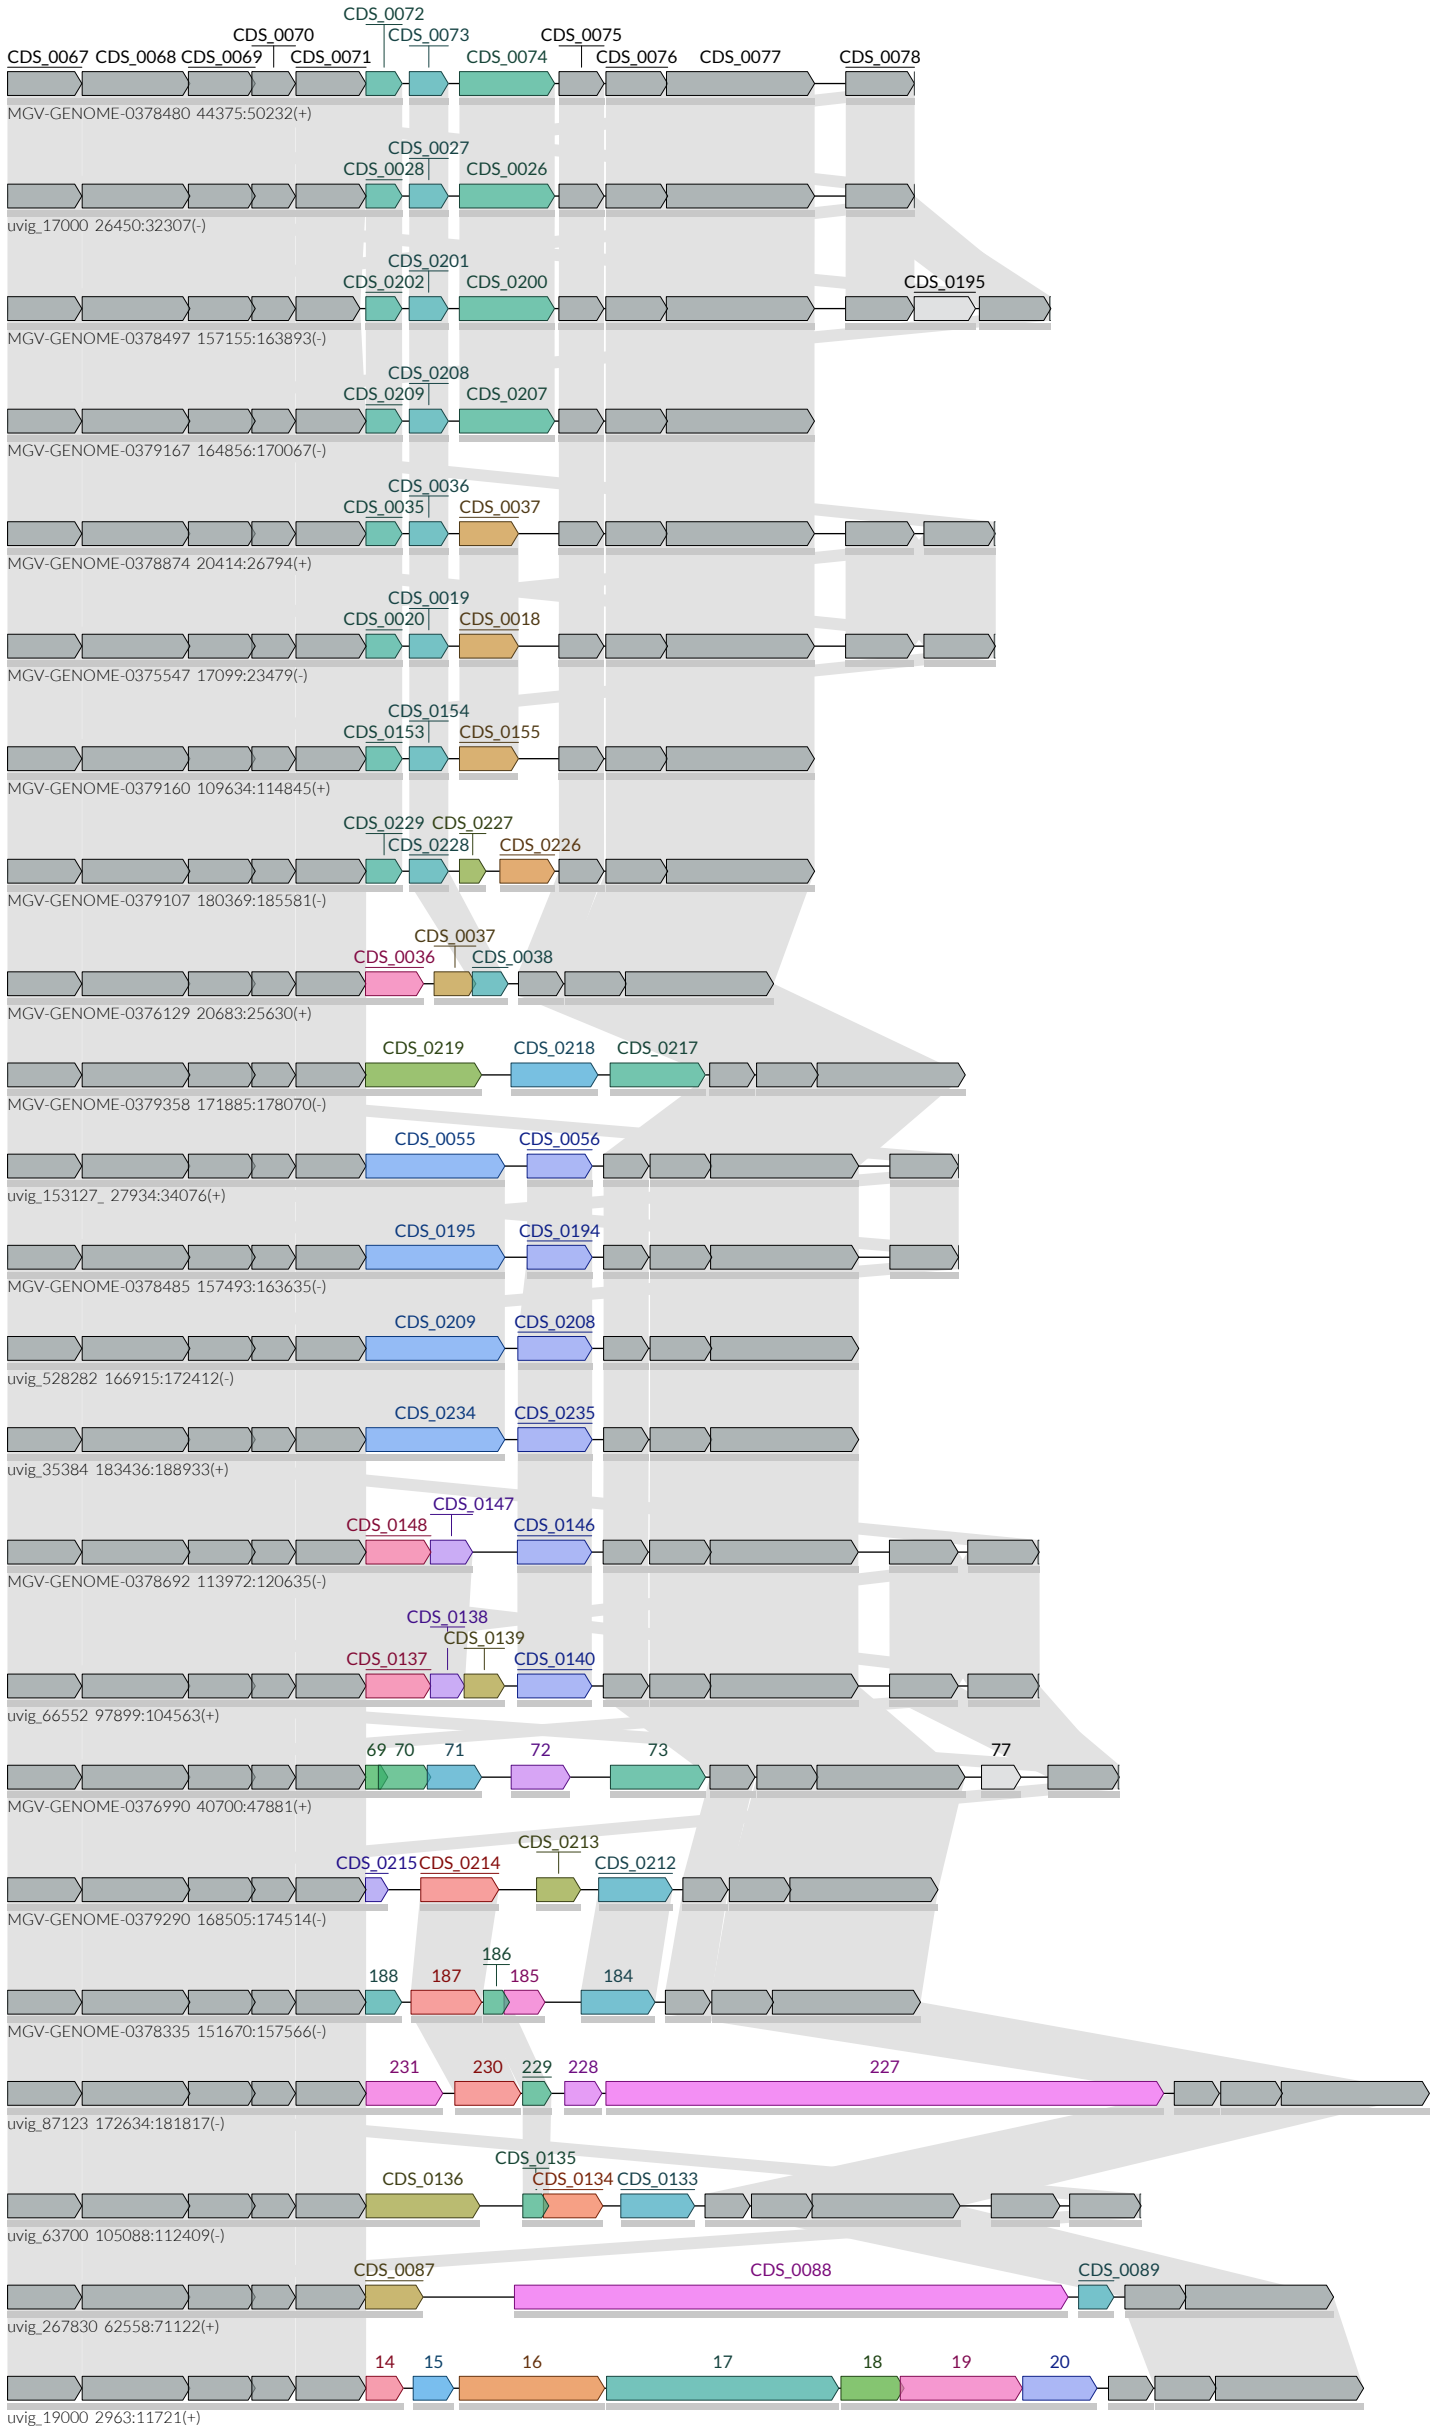 CDS_0072
CDS_0070 CDS_0073 CDS_0075
CDS_0067 CDS_0068 CDS_0069 CDS_0071 CDS_0074 CDS_0076 CDS_0077 CDS_0078
MGV-GENOME-0378480 44375:50232(+)
CDS_0027
CDS_0028 CDS_0026
uvig_17000 26450:32307(-)
CDS_0201
CDS_0202 CDS_0200 CDS_0195
MGV-GENOME-0378497 157155:163893(-)
CDS_0208
CDS_0209 CDS_0207
MGV-GENOME-0379167 164856:170067(-)
CDS_0036
CDS_0035 CDS_0037
MGV-GENOME-0378874 20414:26794(+)
CDS_0019
CDS_0020 CDS_0018
MGV-GENOME-0375547 17099:23479(-)
CDS_0154
CDS_0153 CDS_0155
MGV-GENOME-0379160 109634:114845(+)
CDS_0229 CDS_0227
CDS_0228 CDS_0226
MGV-GENOME-0379107 180369:185581(-)
CDS_0037
CDS_0036 CDS_0038
MGV-GENOME-0376129 20683:25630(+)
CDS_0219 CDS_0218 CDS_0217
MGV-GENOME-0379358 171885:178070(-)
CDS_0055 CDS_0056
uvig_153127_ 27934:34076(+)
CDS_0195 CDS_0194
MGV-GENOME-0378485 157493:163635(-)
CDS_0209 CDS_0208
uvig_528282 166915:172412(-)
CDS_0234 CDS_0235
uvig_35384 183436:188933(+)
CDS_0147
CDS_0148 CDS_0146
MGV-GENOME-0378692 113972:120635(-)
CDS_0138
CDS_0139
CDS_0137 CDS_0140
uvig_66552 97899:104563(+)
69 70 71 72 73 77
MGV-GENOME-0376990 40700:47881(+)
CDS_0213
CDS_0215 CDS_0214 CDS_0212
MGV-GENOME-0379290 168505:174514(-)
186
188 187 185 184
MGV-GENOME-0378335 151670:157566(-)
231 230 229 228 227
uvig_87123 172634:181817(-)
CDS_0135
CDS_0136 CDS_0134 CDS_0133
uvig_63700 105088:112409(-)
CDS_0087 CDS_0088 CDS_0089
uvig_267830 62558:71122(+)
14 15 16 17 18 19 20
uvig_19000 2963:11721(+)